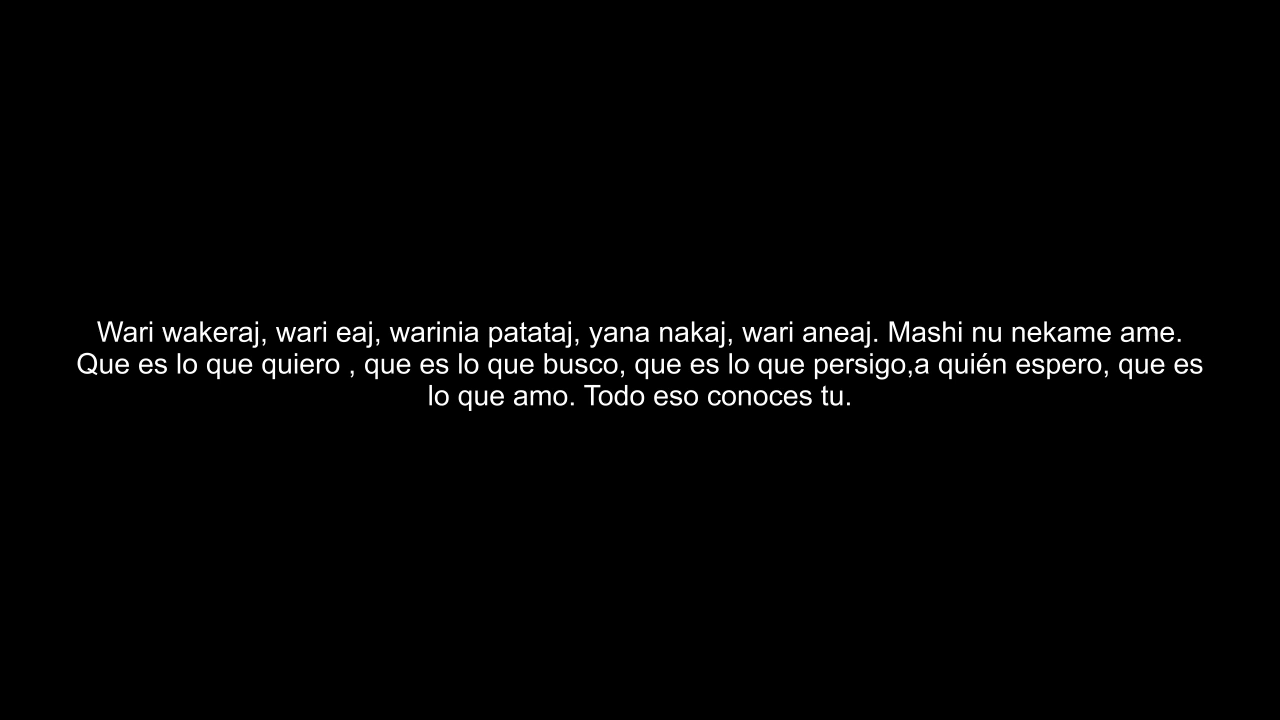 Wari wakeraj, wari eaj, warinia patataj, yana nakaj, wari aneaj. Mashi nu nekame ame.
Que es lo que quiero , que es lo que busco, que es lo que persigo,a quién espero, que es
lo que amo. Todo eso conoces tu.